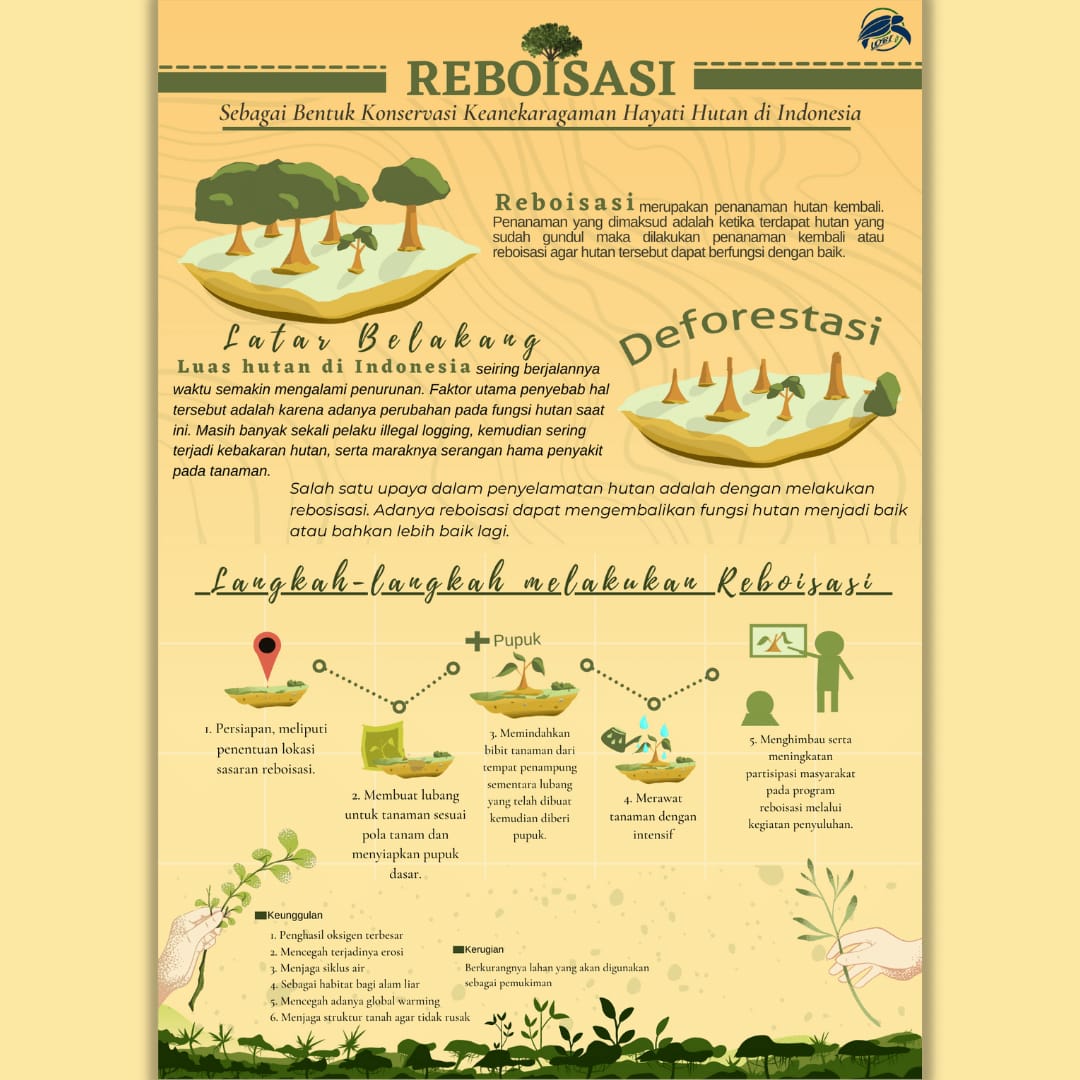 REBOISASI
Sebagai Bentuk Konservasi Keanekaragaman Hayati Hutan di Indonesia
Reboisasi merupakan penanaman hutan kembali.
Penanaman yang dimaksud adalah ketika terdapat hutan yang
sudah gundul maka dilakukan penanaman kembali atau
reboisasi agar hutan tersebut dapat berfungsi dengan baik.
Latar Belakang
Luas hutan di Indonesia seiring berjalannya
waktu semakin mengalami penurunan. Faktor utama penyebab hal
tersebut adalah karena adanya perubahan pada fungsi hutan saat
ini. Masih banyak sekali pelaku illegal logging, kemudian sering
terjadi kebakaran hutan, serta maraknya serangan hama penyakit
pada tanaman.
Deforestasi
Salah satu upaya dalam penyelamatan hutan adalah dengan melakukan
rebosisasi. Adanya reboisasi dapat mengembalikan fungsi hutan menjadi baik
atau bahkan lebih baik lagi.
Langkah-langkah melakukan Reboisasi
1. Persiapan, meliputi
penentuan lokasi
sasaran reboisasi.
2. Membuat lubang
untuk tanaman sesuai
pola tanam dan
menyiapkan pupuk
dasar.
Pupuk
3. Memindahkan
bibit tanaman dari
tempat penampung
sementara lubang
yang telah dibuat
kemudian diberi
pupuk.
4. Merawat
tanaman dengan
intensif
5. Menghimbau serta
meningkatan
partisipasi masyarakat
pada program
reboisasi melalui
kegiatan penyuluhan.
Keunggulan
1. Penghasil oksigen terbesar
2. Mencegah terjadinya erosi
3. Menjaga siklus air
4. Sebagai habitat bagi alam liar
5. Mencegah adanya global warming
6. Menjaga struktur tanah agar tidak rusak
Kerugian
Berkurangnya lahan yang akan digunakan
sebagai pemukiman